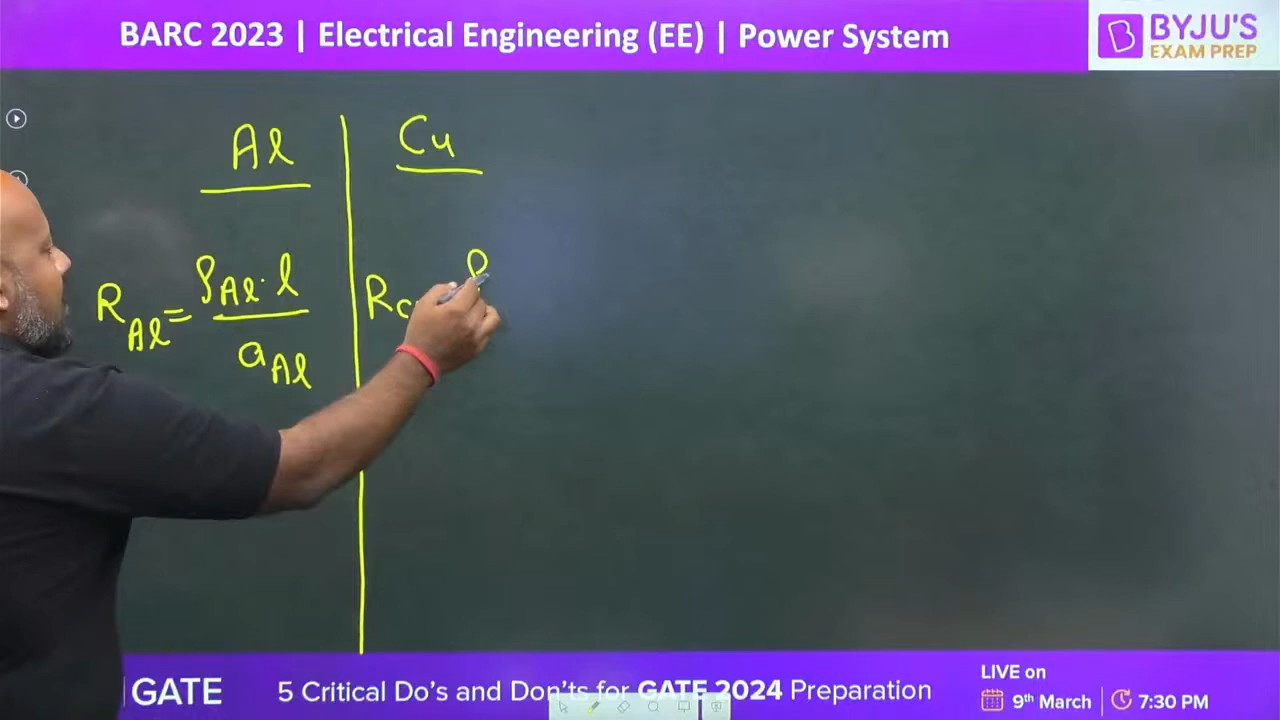 BARC 2023 | Electrical Engineering (EE) | Power System
BYJU'S
EXAM PREP
Al
Cu
R_Al = ρ_Al · l / a_Al
R_C
ρ
GATE
5 Critical Do's and Don'ts for GATE 2024 Preparation
LIVE on
9th March | 7:30 PM